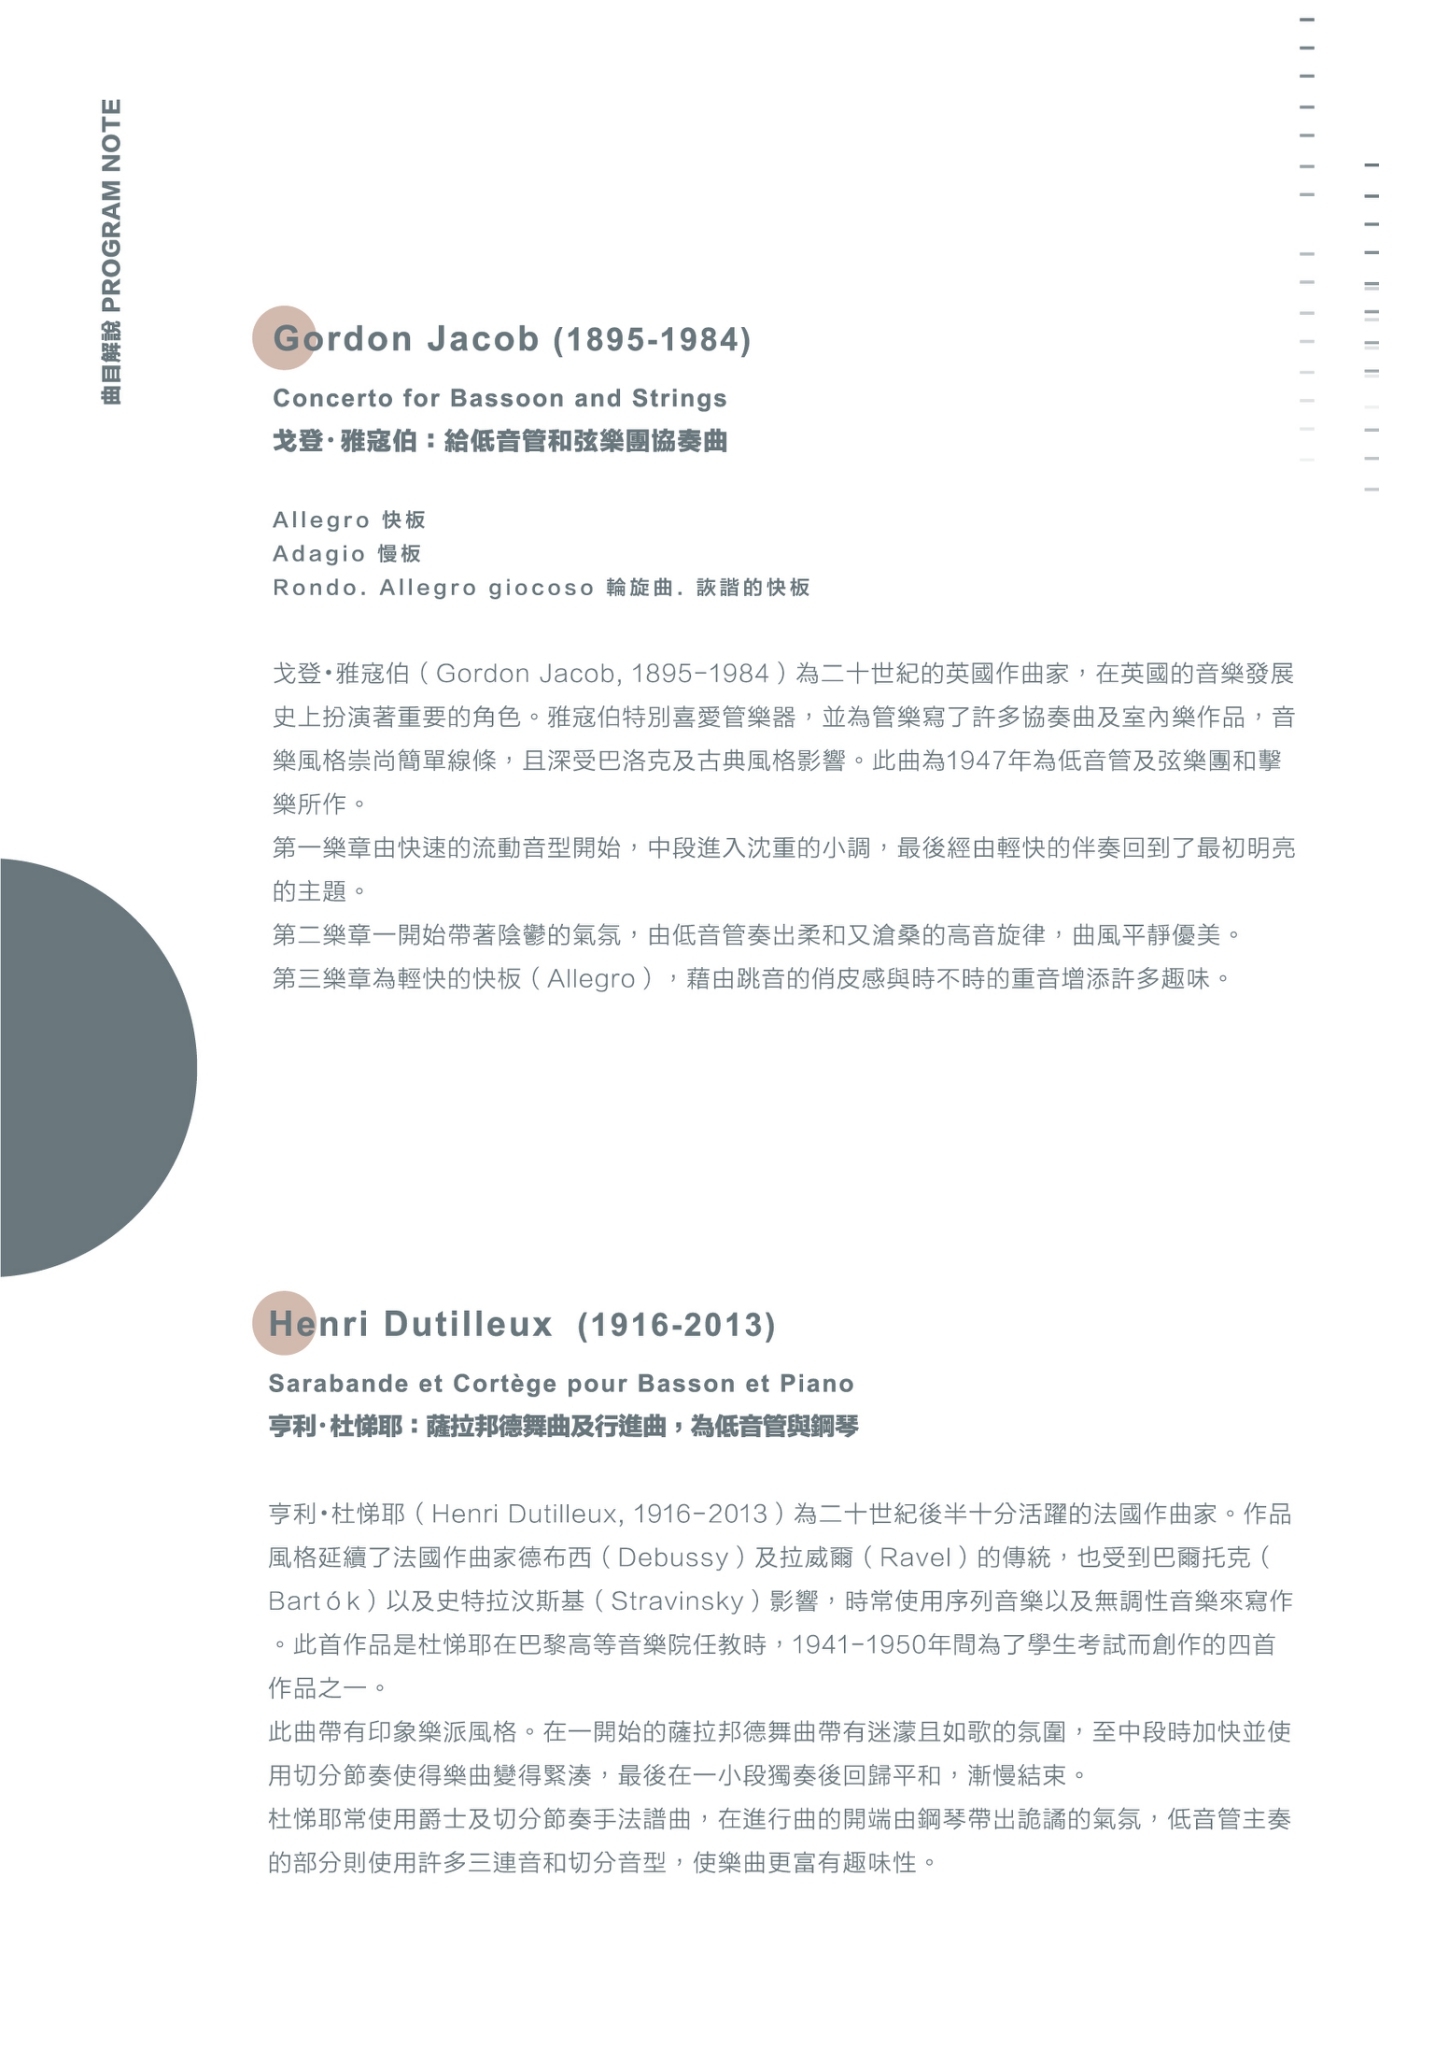 曲目解說 PROGRAM NOTE
Gordon Jacob (1895-1984)
Concerto for Bassoon and Strings
戈登·雅寇伯：給低音管和弦樂團協奏曲
Allegro 快板
Adagio 慢板
Rondo. Allegro giocoso 輪旋曲. 詼諧的快板
戈登•雅寇伯（Gordon Jacob, 1895-1984）為二十世紀的英國作曲家，在英國的音樂發展
史上扮演著重要的角色。雅寇伯特別喜愛管樂器，並為管樂寫了許多協奏曲及室內樂作品，音
樂風格崇尚簡單線條，且深受巴洛克及古典風格影響。此曲為1947年為低音管及弦樂團和擊
樂所作。
第一樂章由快速的流動音型開始，中段進入沈重的小調，最後經由輕快的伴奏回到了最初明亮
的主題。
第二樂章一開始帶著陰鬱的氣氛，由低音管奏出柔和又滄桑的高音旋律，曲風平靜優美。
第三樂章為輕快的快板（Allegro），藉由跳音的俏皮感與時不時的重音增添許多趣味。
Henri Dutilleux (1916-2013)
Sarabande et Cortège pour Basson et Piano
亨利·杜悌耶：薩拉邦德舞曲及行進曲，為低音管與鋼琴
亨利•杜悌耶（Henri Dutilleux, 1916-2013）為二十世紀後半十分活躍的法國作曲家。作品
風格延續了法國作曲家德布西（Debussy）及拉威爾（Ravel）的傳統，也受到巴爾托克（
Bartók）以及史特拉汶斯基（Stravinsky）影響，時常使用序列音樂以及無調性音樂來寫作
。此首作品是杜悌耶在巴黎高等音樂院任教時，1941-1950年間為了學生考試而創作的四首
作品之一。
此曲帶有印象樂派風格。在一開始的薩拉邦德舞曲帶有迷濛且如歌的氛圍，至中段時加快並使
用切分節奏使得樂曲變得緊湊，最後在一小段獨奏後回歸平和，漸慢結束。
杜悌耶常使用爵士及切分節奏手法譜曲，在進行曲的開端由鋼琴帶出詭譎的氣氛，低音管主奏
的部分則使用許多三連音和切分音型，使樂曲更富有趣味性。